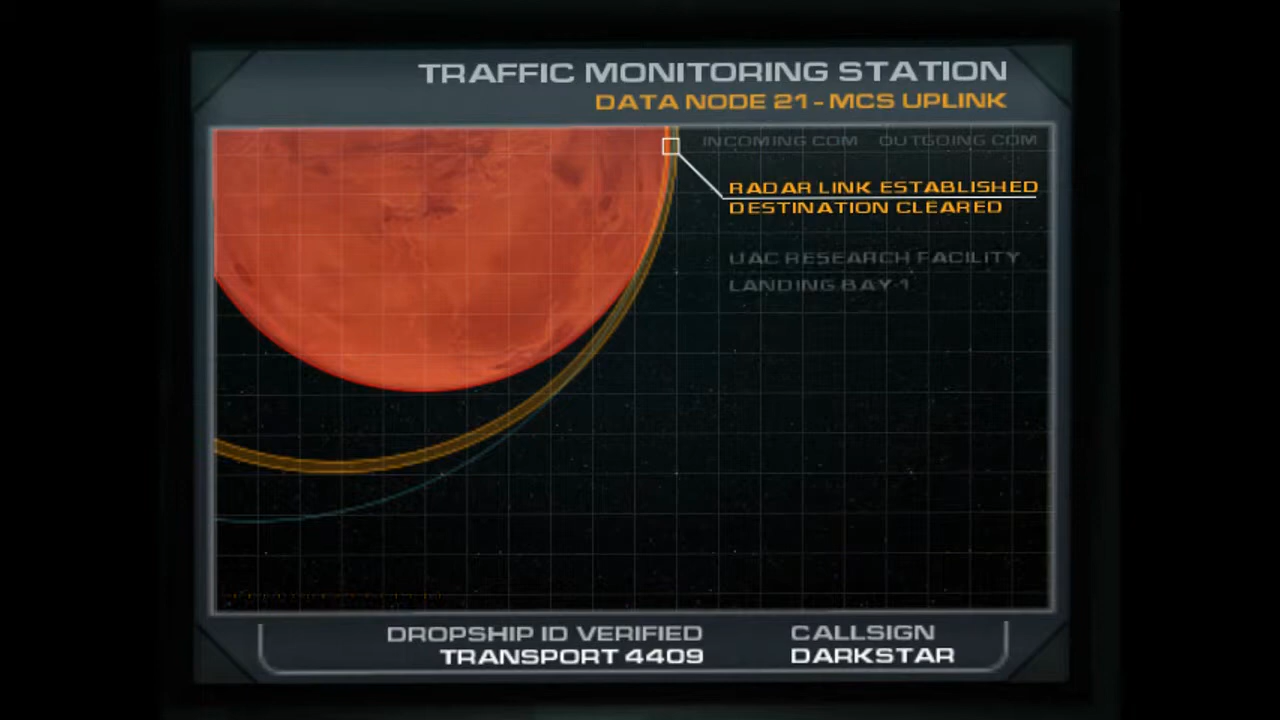 TRAFFIC MONITORING STATION
DATA NODE 21 - MCS UPLINK
INCOMING COM OUTGOING COM
RADAR LINK ESTABLISHED
DESTINATION CLEARED
UAC RESEARCH FACILITY
LANDING BAY-1
DROPSHIP ID VERIFIED
TRANSPORT 4409
CALLSIGN
DARKSTAR